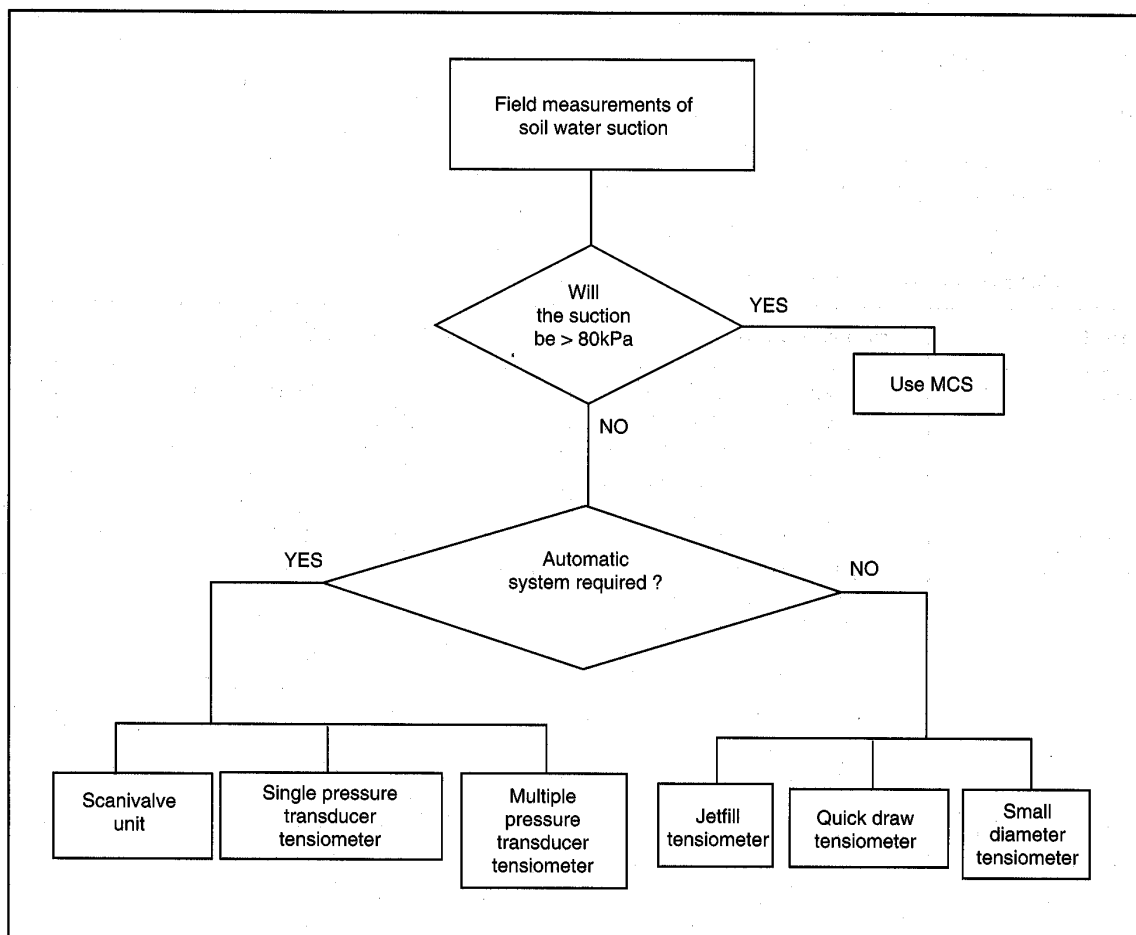 Field measurements of
soil water suction
Will
the suction
be > 80kPa
YES
Use MCS
NO
Automatic
system required ?
YES
NO
Scanivalve
unit
Single pressure
transducer
tensiometer
Multiple
pressure
transducer
tensiometer
Jetfill
tensiometer
Quick draw
tensiometer
Small
diameter
tensiometer